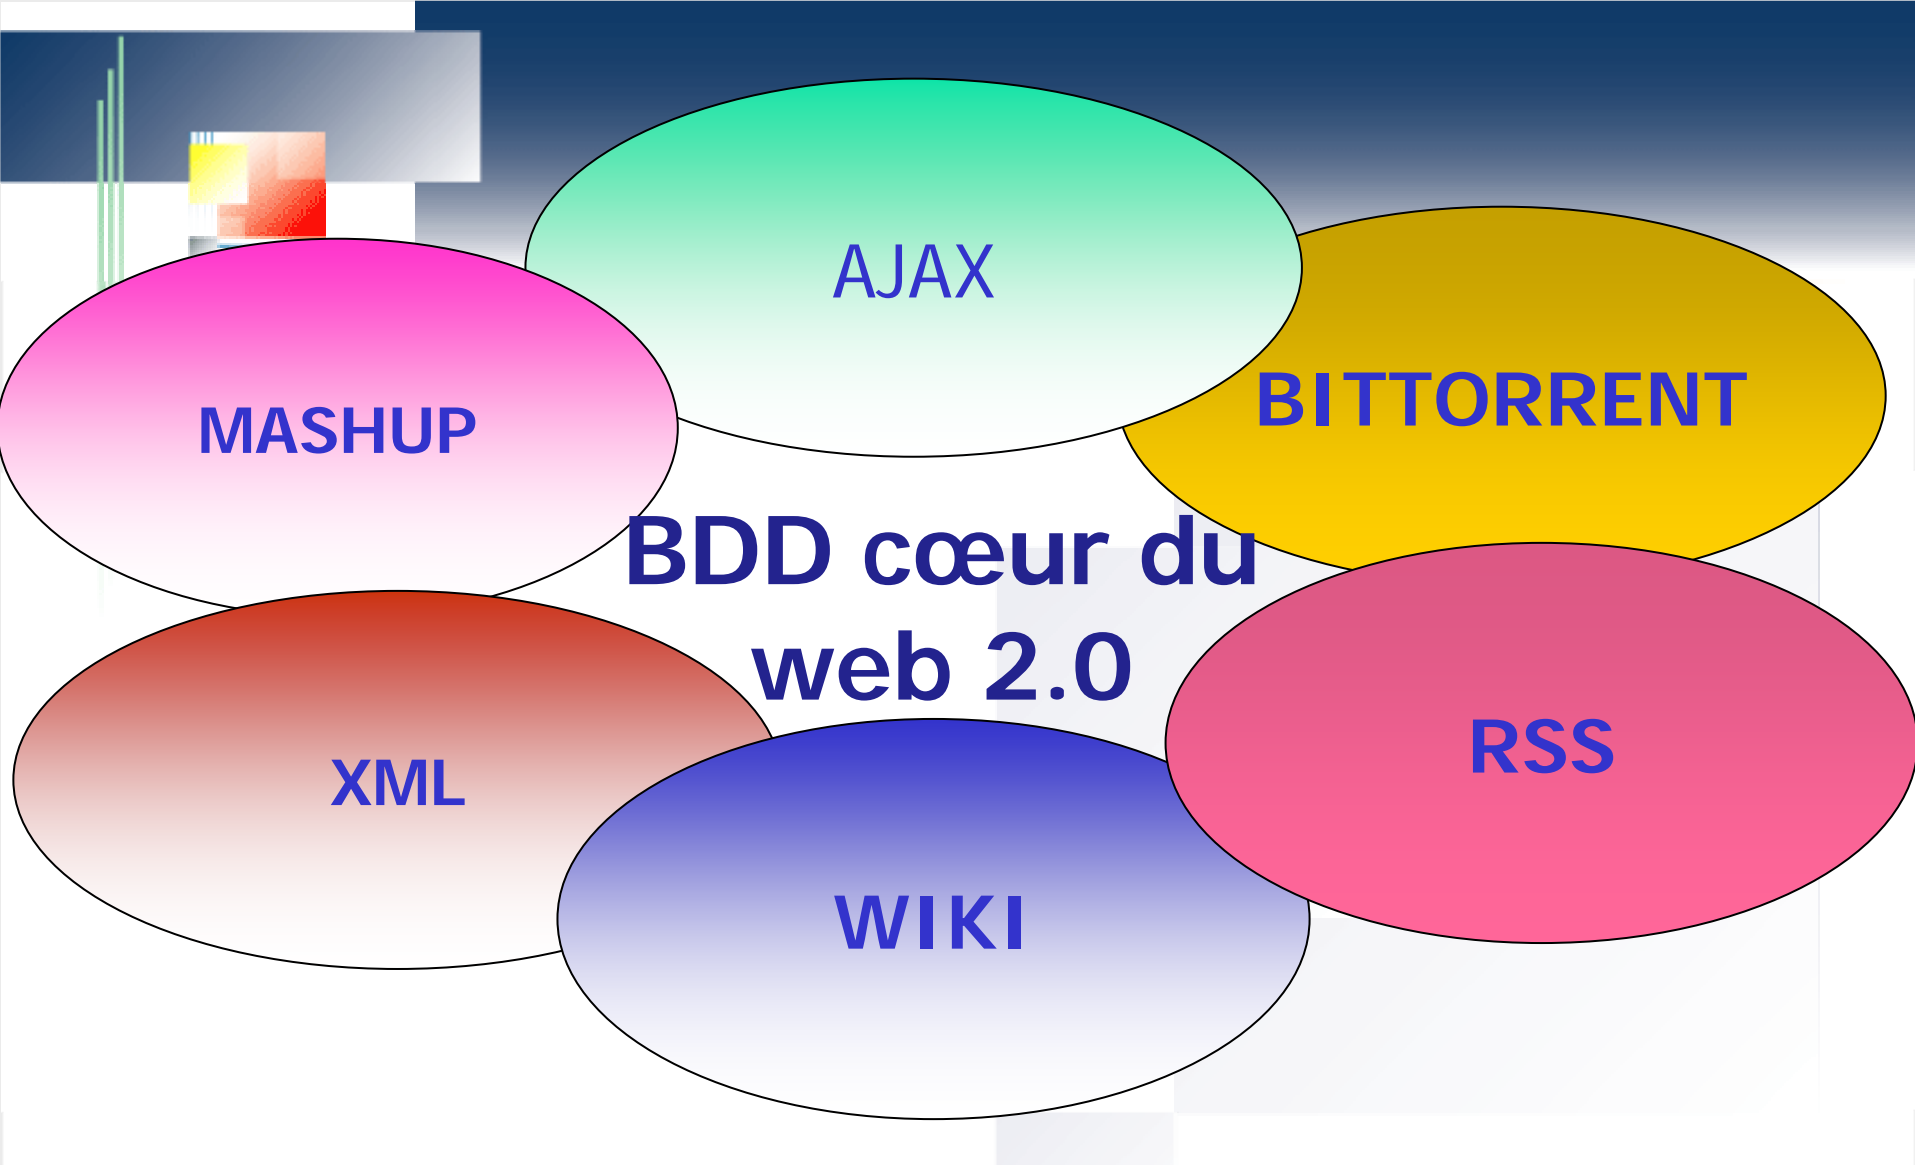 AJAX
BITTORRENT
MASHUP
BDD cœur du
web 2.0
RSS
XML
WIKI